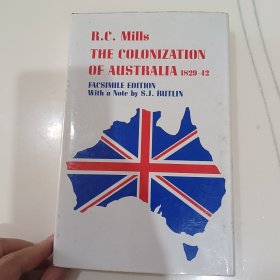 R.C. Mills
THE COLONIZATION
OF AUSTRALIA 1829-42
FACSIMILE EDITION
With a Note by S.J. BUTLIN